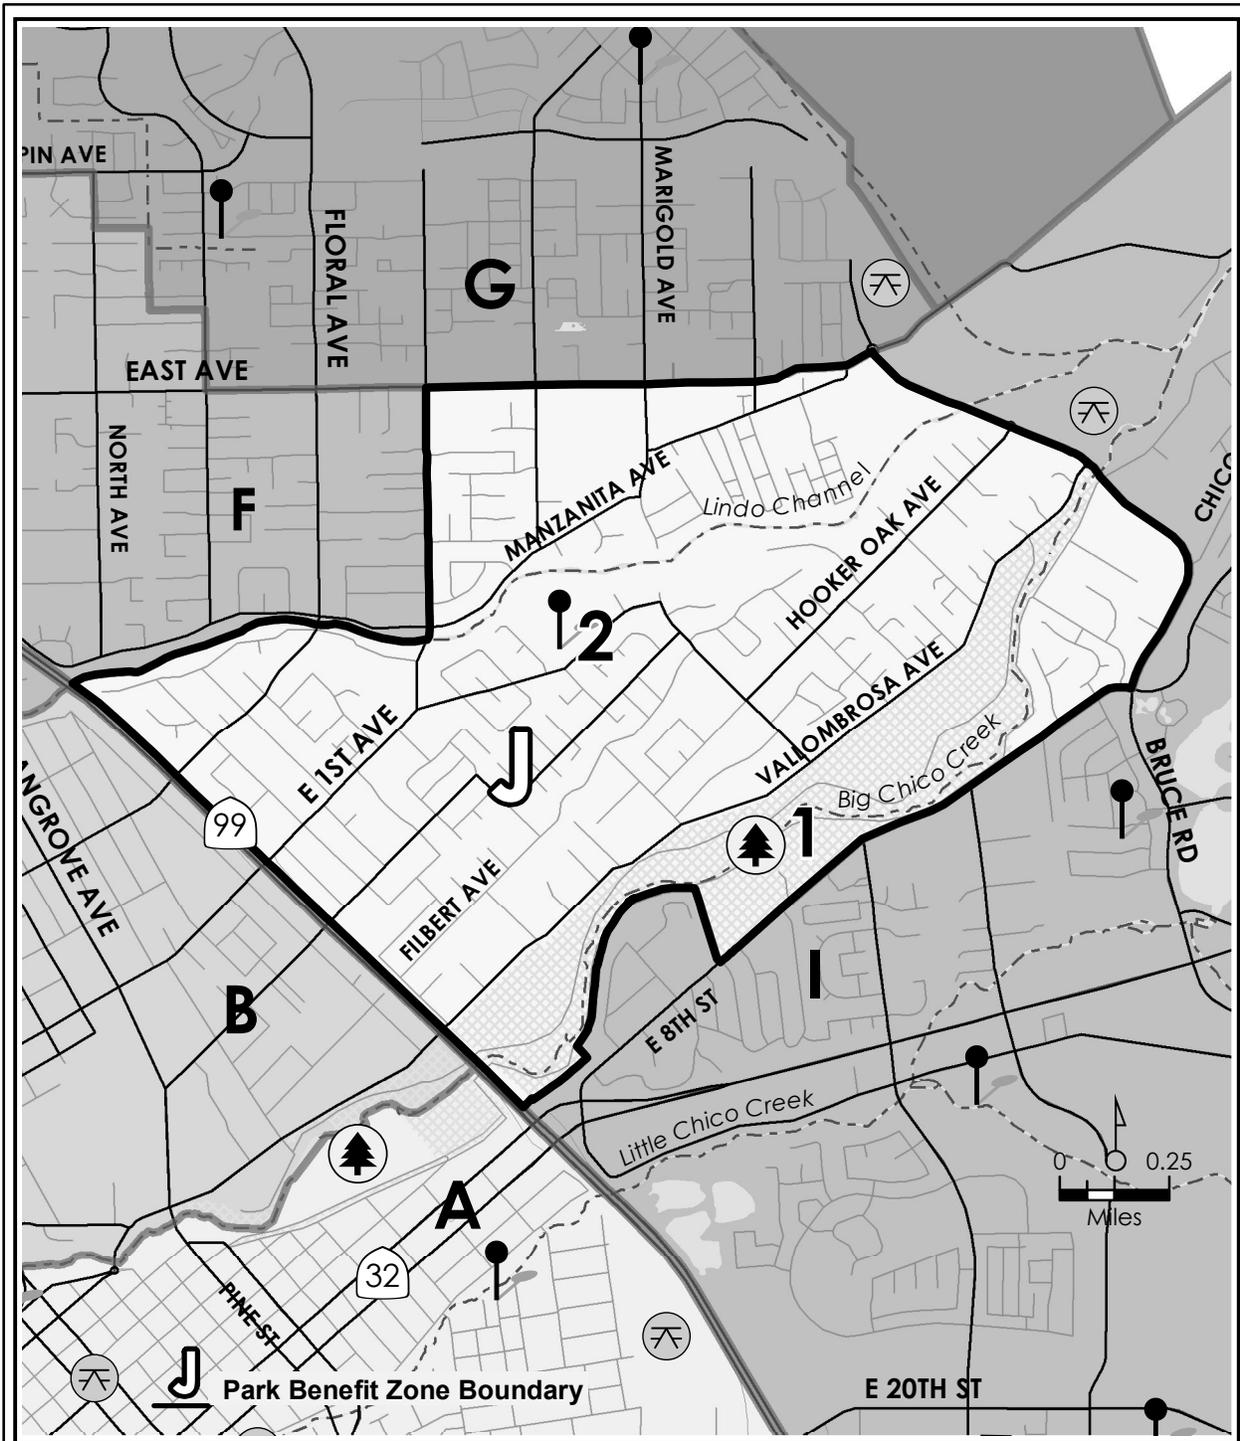 PIN AVE
MARIGOLD AVE
FLORAL AVE
G
EAST AVE
NORTH AVE
F
MANZANITA AVE
Lindo Channel
HOOKER OAK AVE
CHICO
2
E 1ST AVE
J
VALLOMBROSA AVE
Big Chico Creek
BRUCE RD
NGROVE AVE
99
1
FILBERT AVE
I
B
E 8TH ST
Little Chico Creek
0 0.25
Miles
A
32
PINE ST
J Park Benefit Zone Boundary
E 20TH ST